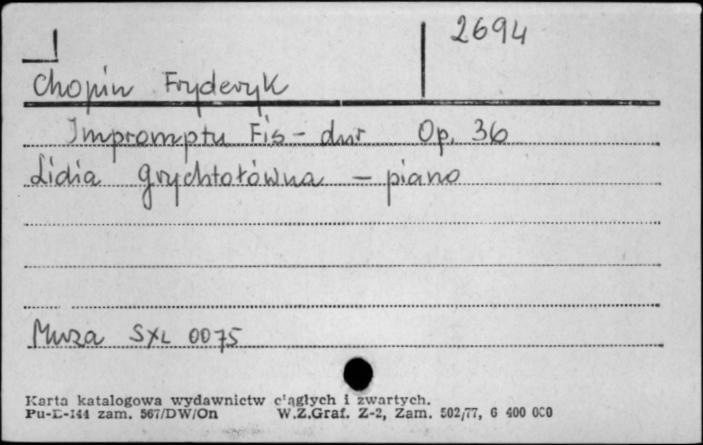 2694
Chopin Fryderyk
Impromptu Fis-dur Op. 36
Lidia Grychtołówna - piano
Muza SXL 0075
Karta katalogowa wydawnictw ciągłych i zwartych.
Pu-K-144 zam. 567/DW/On W.Z.Graf. Z-2, Zam. 502/77, 6 400 000